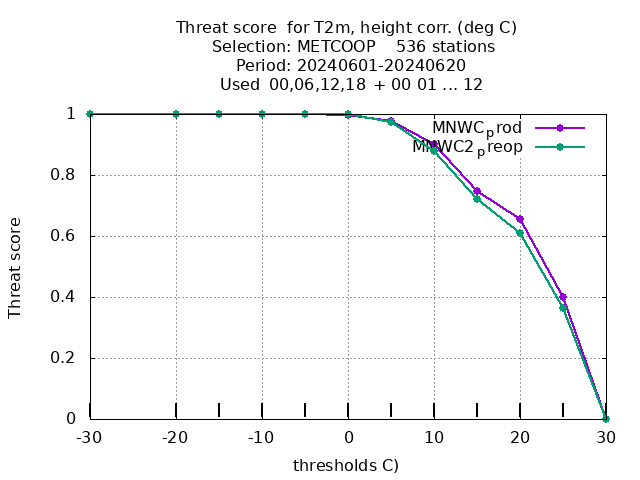 Threat score  for T2m, height corr. (deg C)
Selection: METCOOP    536 stations
Period: 20240601-20240620
Used  00,06,12,18  + 00 01 ... 12
MNWCprod
MNWC2preop
1
0.8
0.6
0.4
0.2
0
-30
-20
-10
0
10
20
30
Threat score
thresholds C)